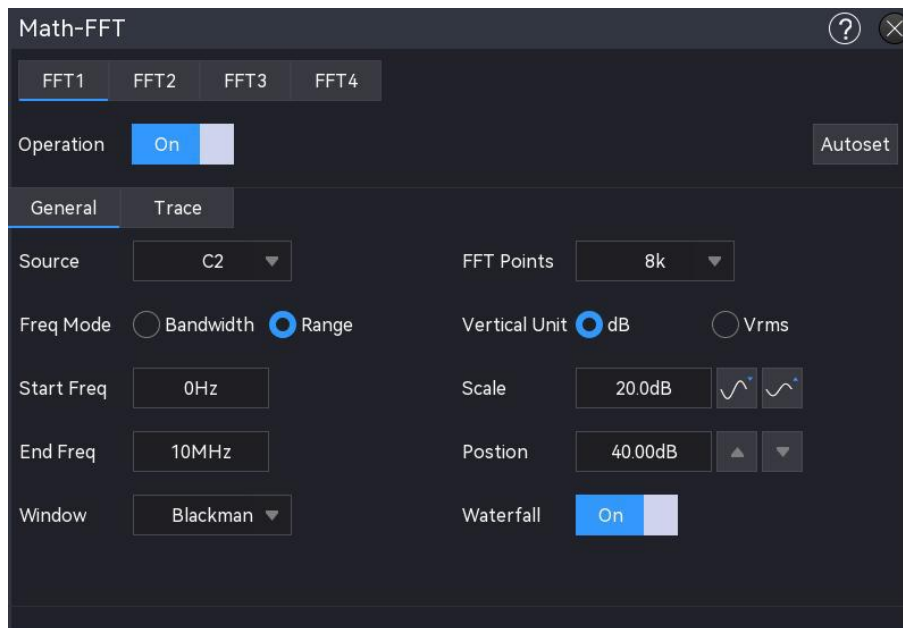 Math-FFT ?
FFT1 FFT2 FFT3 FFT4
Operation On Autoset
General Trace
Source C2 FFT Points 8k
Freq Mode Bandwidth Range Vertical Unit dB Vrms
Start Freq 0Hz Scale 20.0dB
End Freq 10MHz Postion 40.00dB
Window Blackman Waterfall On